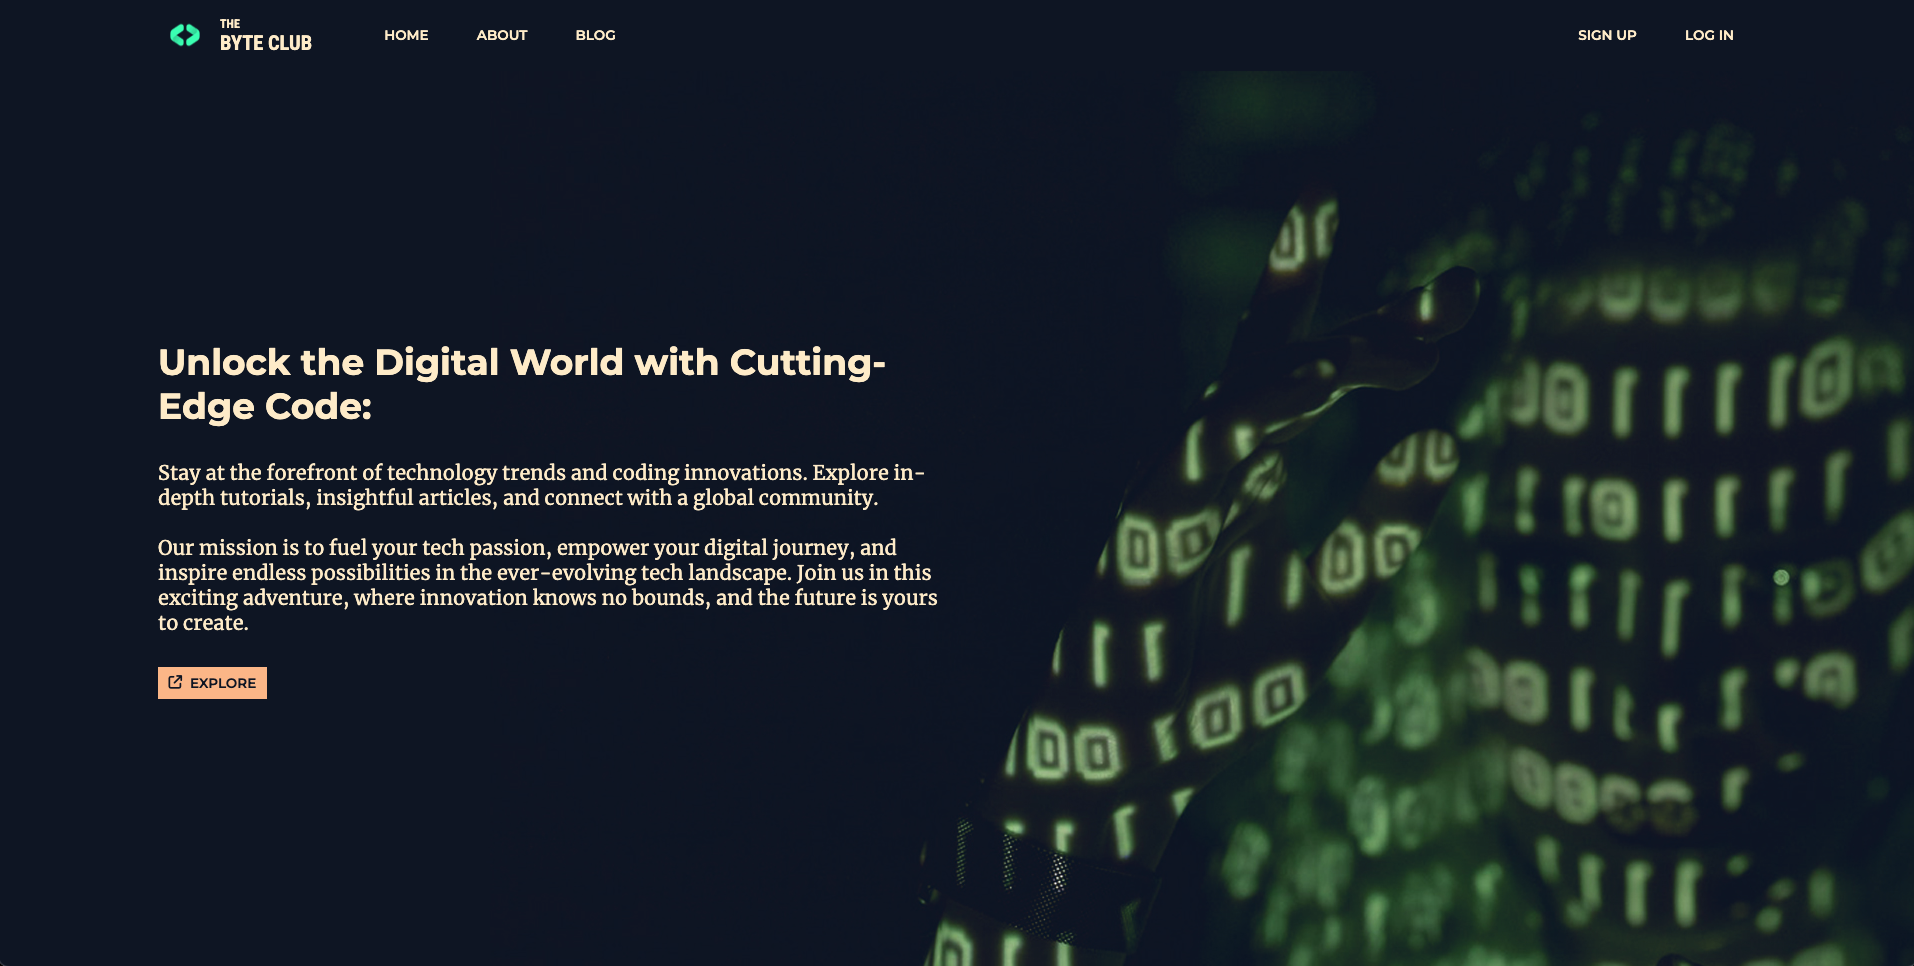 THE
BYTE CLUB
HOME ABOUT BLOG SIGN UP LOG IN
Unlock the Digital World with Cutting-
Edge Code:
Stay at the forefront of technology trends and coding innovations. Explore in-
depth tutorials, insightful articles, and connect with a global community.
Our mission is to fuel your tech passion, empower your digital journey, and
inspire endless possibilities in the ever-evolving tech landscape. Join us in this
exciting adventure, where innovation knows no bounds, and the future is yours
to create.
EXPLORE